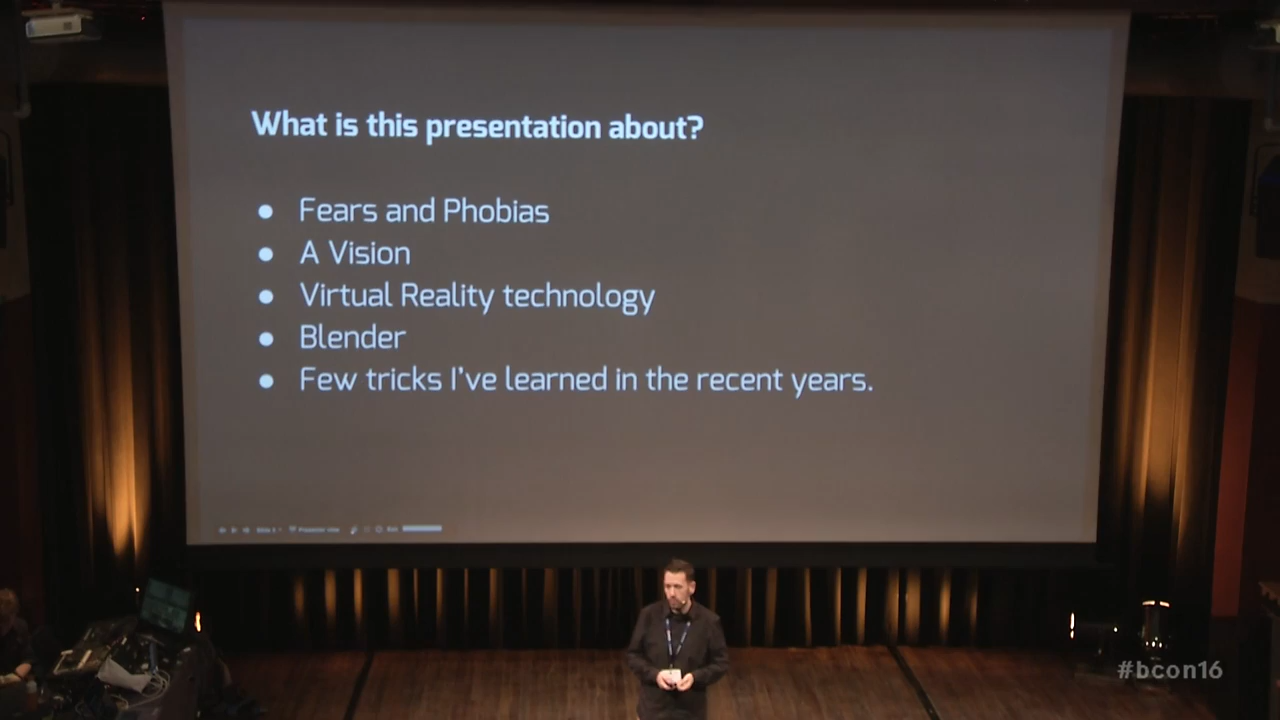 What is this presentation about?
● Fears and Phobias
● A Vision
● Virtual Reality technology
● Blender
● Few tricks I've learned in the recent years.
#bcon16